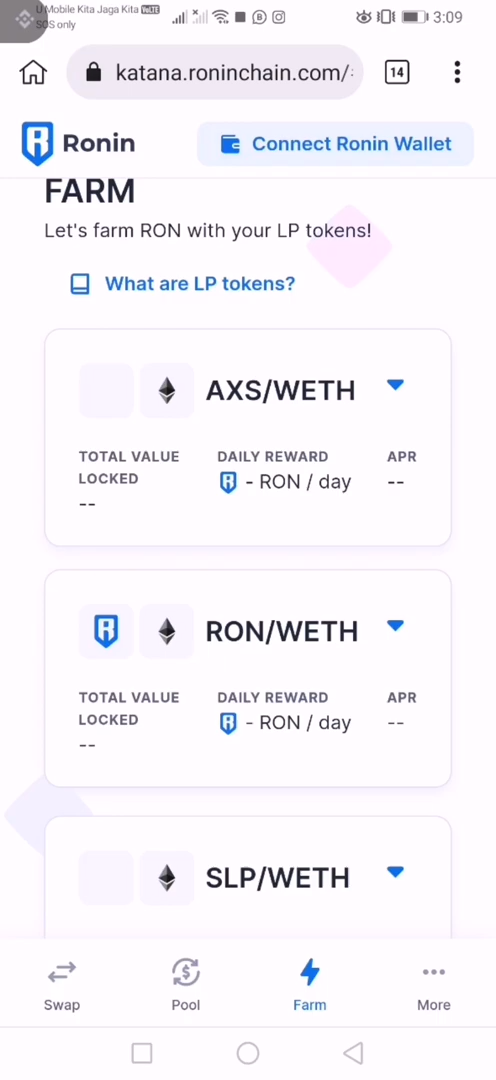 U Mobile Kita Jaga Kita VoLTE
SOS only
3:09
katana.roninchain.com/
14
Ronin
Connect Ronin Wallet
FARM
Let's farm RON with your LP tokens!
What are LP tokens?
AXS/WETH
TOTAL VALUE LOCKED
--
DAILY REWARD
- RON / day
APR
--
RON/WETH
TOTAL VALUE LOCKED
--
DAILY REWARD
- RON / day
APR
--
SLP/WETH
Swap
Pool
Farm
More